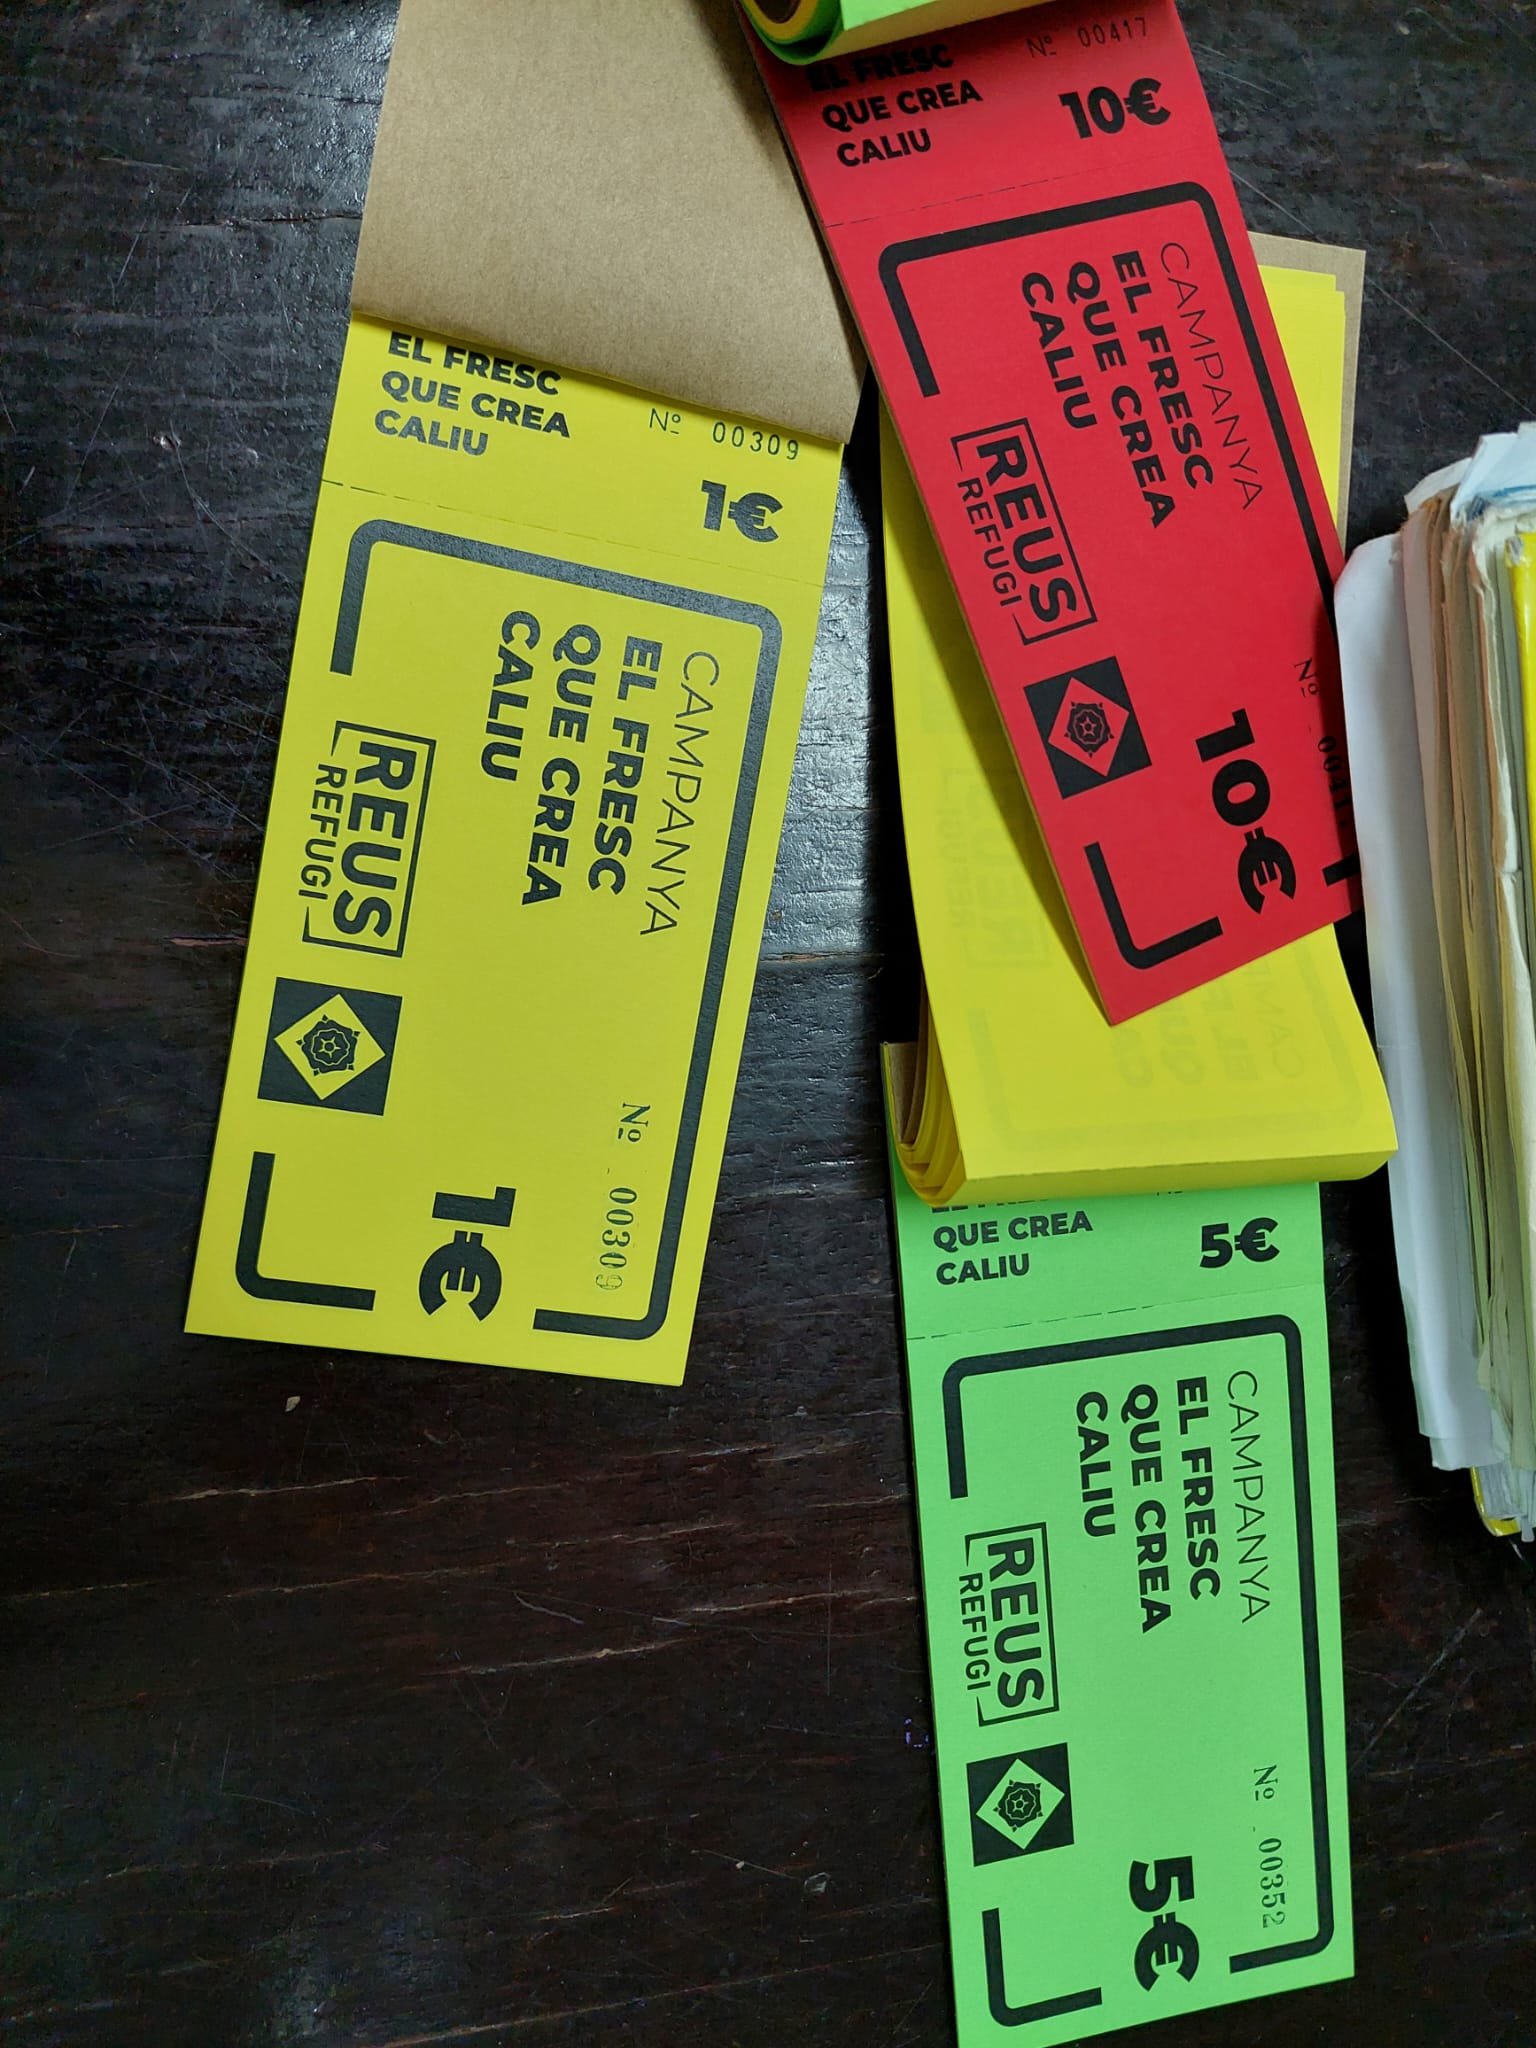 EL FRESC
QUE CREA
CALIU
Nº 00309
1€
CAMPANYA
EL FRESC
QUE CREA
CALIU
REUS
REFUGI
Nº 00309
1€
EL FRESC
QUE CREA
CALIU
Nº 00417
10€
CAMPANYA
EL FRESC
QUE CREA
CALIU
REUS
REFUGI
Nº
10€
QUE CREA
CALIU
5€
CAMPANYA
EL FRESC
QUE CREA
CALIU
REUS
REFUGI
Nº 00352
5€